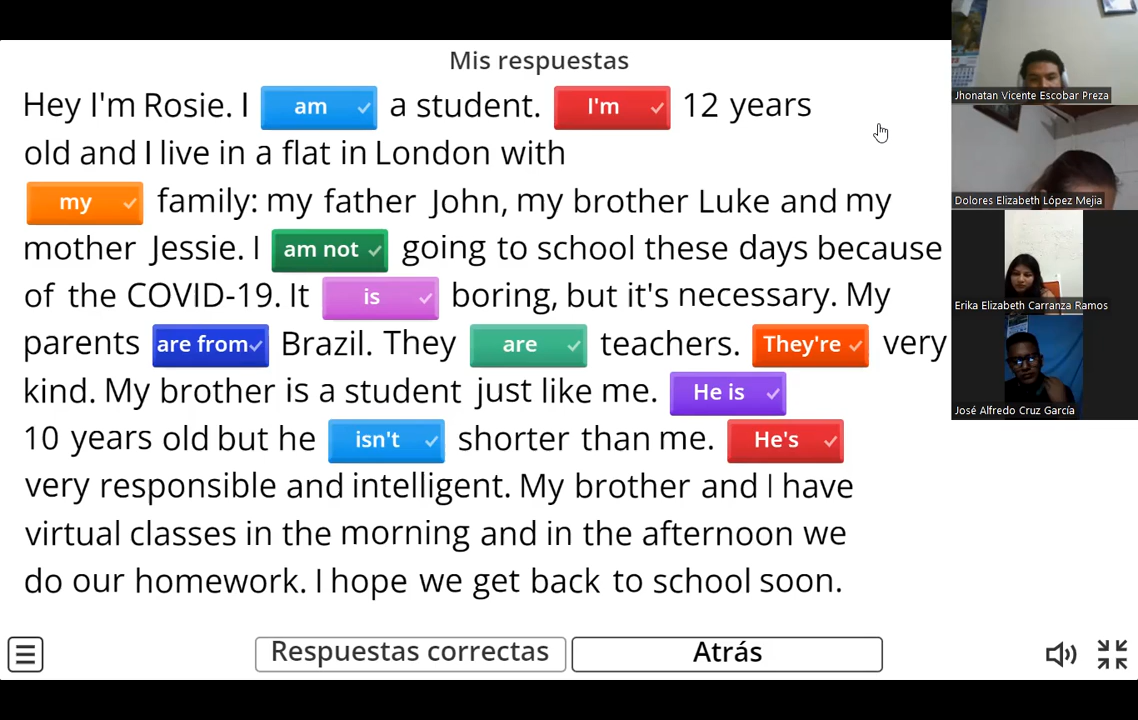 Mis respuestas
Hey I'm Rosie. I am a student. I'm 12 years
old and I live in a flat in London with
my family: my father John, my brother Luke and my
mother Jessie. I am not going to school these days because
of the COVID-19. It is boring, but it's necessary. My
parents are from Brazil. They are teachers. They're very
kind. My brother is a student just like me. He is
10 years old but he isn't shorter than me. He's
very responsible and intelligent. My brother and I have
virtual classes in the morning and in the afternoon we
do our homework. I hope we get back to school soon.
Respuestas correctas
Atrás
Jhonatan Vicente Escobar Preza
Dolores Elizabeth López Mejia
Erika Elizabeth Carranza Ramos
José Alfredo Cruz García